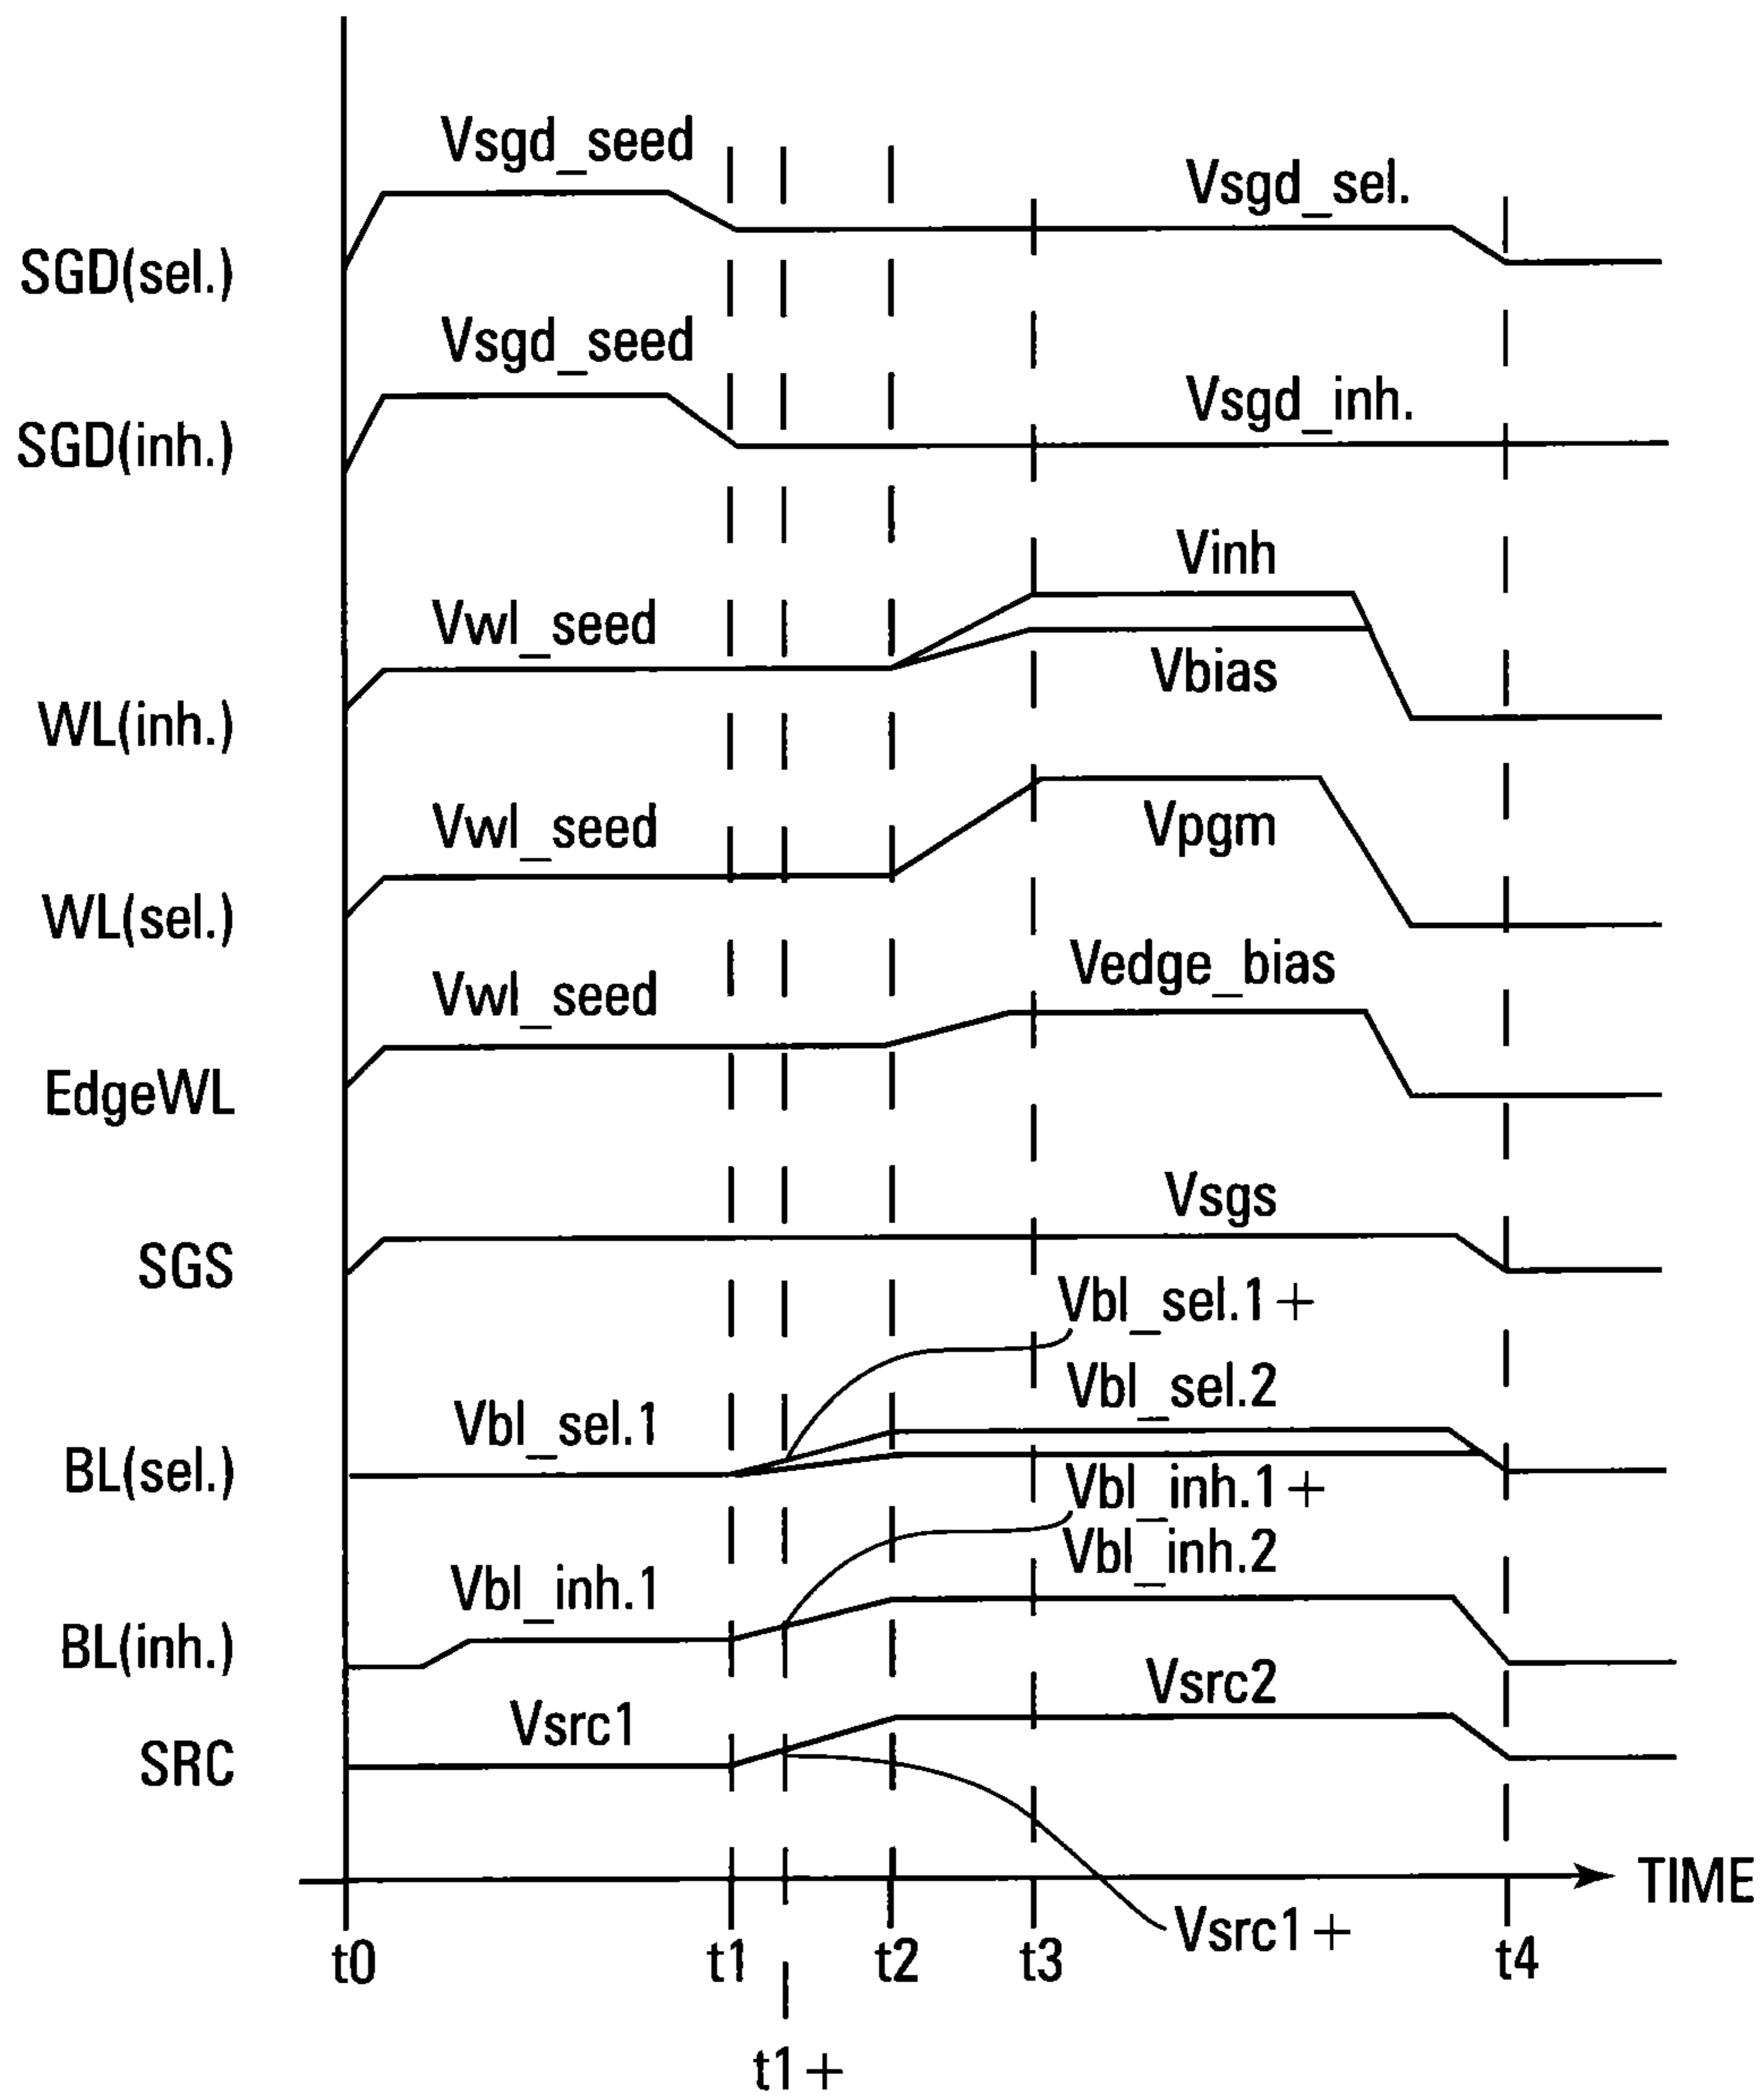 Vsgd_seed
Vsgd_sel.
SGD(sel.)
Vsgd_seed
Vsgd_inh.
SGD(inh.)
Vinh
Vwl_seed
Vbias
WL(inh.)
Vwl_seed
Vpgm
WL(sel.)
Vedge_bias
Vwl_seed
EdgeWL
Vsgs
SGS
Vbl_sel.1+
Vbl_sel.2
Vbl_sel.1
BL(sel.)
Vbl_inh.1+
Vbl_inh.2
Vbl_inh.1
BL(inh.)
Vsrc2
Vsrc1
SRC
TIME
Vsrc1+
t0 t1 t2 t3 t4
t1+